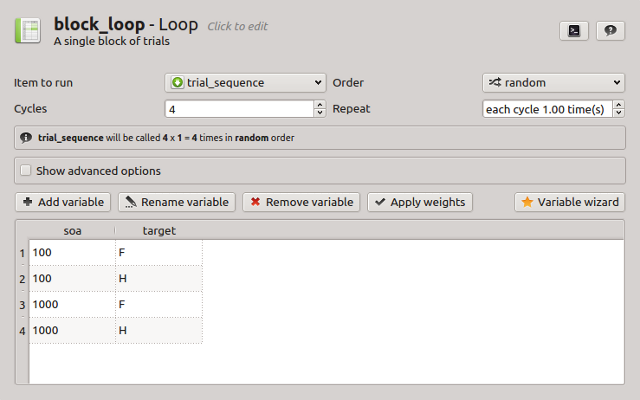 block_loop - Loop Click to edit
A single block of trials
Item to run trial_sequence Order random
Cycles 4 Repeat each cycle 1.00 time(s)
trial_sequence will be called 4 x 1 = 4 times in random order
Show advanced options
Add variable Rename variable Remove variable Apply weights Variable wizard
soa target
1 100 F
2 100 H
3 1000 F
4 1000 H